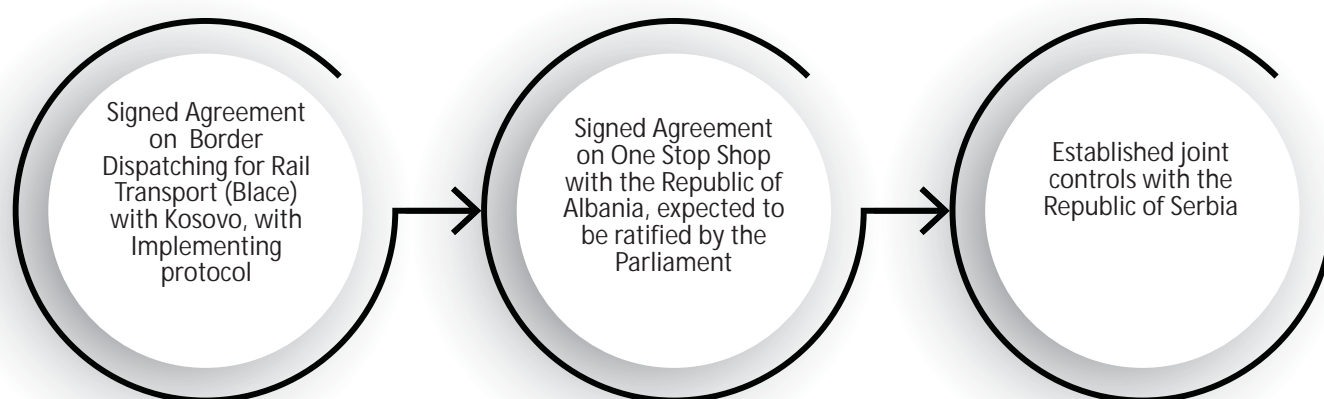 Signed Agreement
on Border
Dispatching for Rail
Transport (Blace)
with Kosovo, with
Implementing
protocol
Signed Agreement
on One Stop Shop
with the Republic of
Albania, expected to
be ratified by the
Parliament
Established joint
controls with the
Republic of Serbia